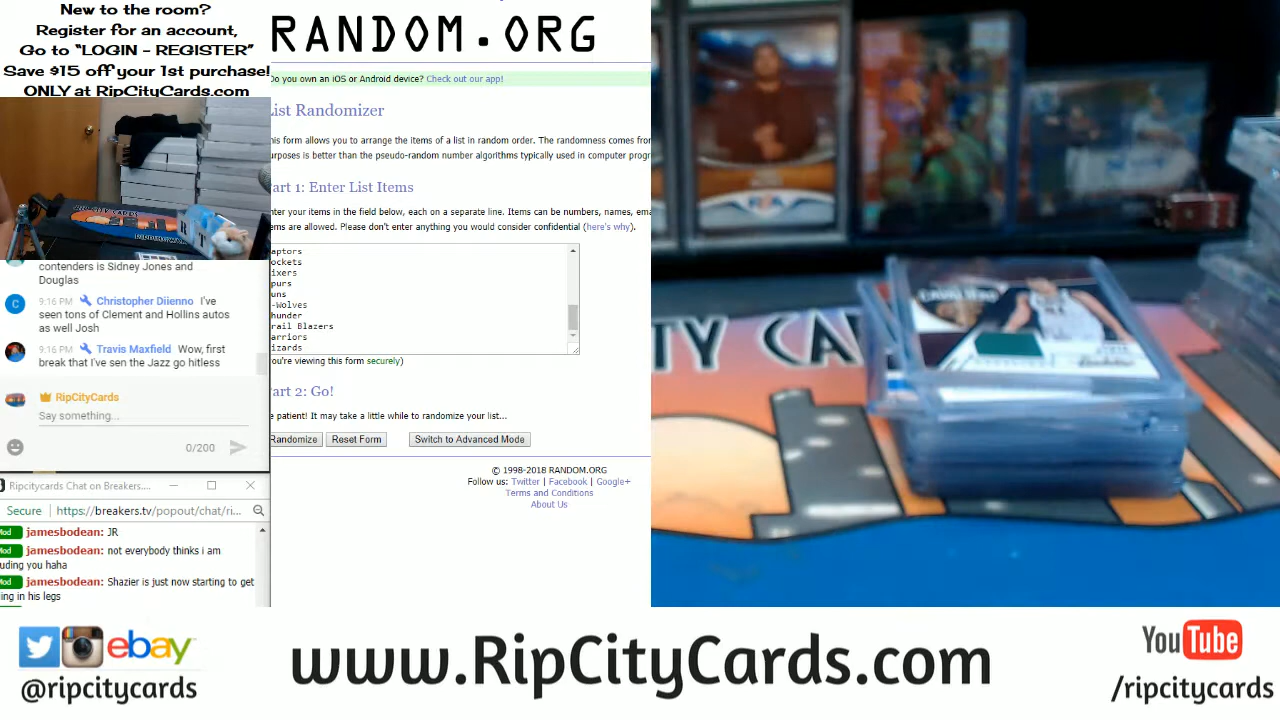 New to the room?
Register for an account,
Go to “LOGIN - REGISTER”
Save $15 off your 1st purchase!
ONLY at RipCityCards.com
contenders is Sidney Jones and
Douglas
9:16 PM Christopher Diienno I've
seen tons of Clement and Hollins autos
as well Josh
9:16 PM Travis Maxfield Wow, first
break that I've sen the Jazz go hitless
RipCityCards
Say something...
0/200
Ripcitycards Chat on Breakers....
Secure https://breakers.tv/popout/chat/ri...
Mod jamesbodean: JR
Mod jamesbodean: not everybody thinks i am
uding you haha
Mod jamesbodean: Shazier is just now starting to get
ling in his legs
RANDOM.ORG
Do you own an iOS or Android device? Check out our app!
List Randomizer
his form allows you to arrange the items of a list in random order. The randomness comes fro
urposes is better than the pseudo-random number algorithms typically used in computer prog
Part 1: Enter List Items
nter your items in the field below, each on a separate line. Items can be numbers, names, ema
ems are allowed. Please don't enter anything you would consider confidential (here's why).
aptors
ockets
ixers
purs
uns
-Wolves
hunder
rail Blazers
arriors
izards
ou're viewing this form securely)
Part 2: Go!
e patient! It may take a little while to randomize your list...
Randomize Reset Form Switch to Advanced Mode
© 1998-2018 RANDOM.ORG
Follow us: Twitter | Facebook | Google+
Terms and Conditions
About Us
CAVALIERS
TY CA
ebay
@ripcitycards
www.RipCityCards.com
YouTube
/ripcitycards